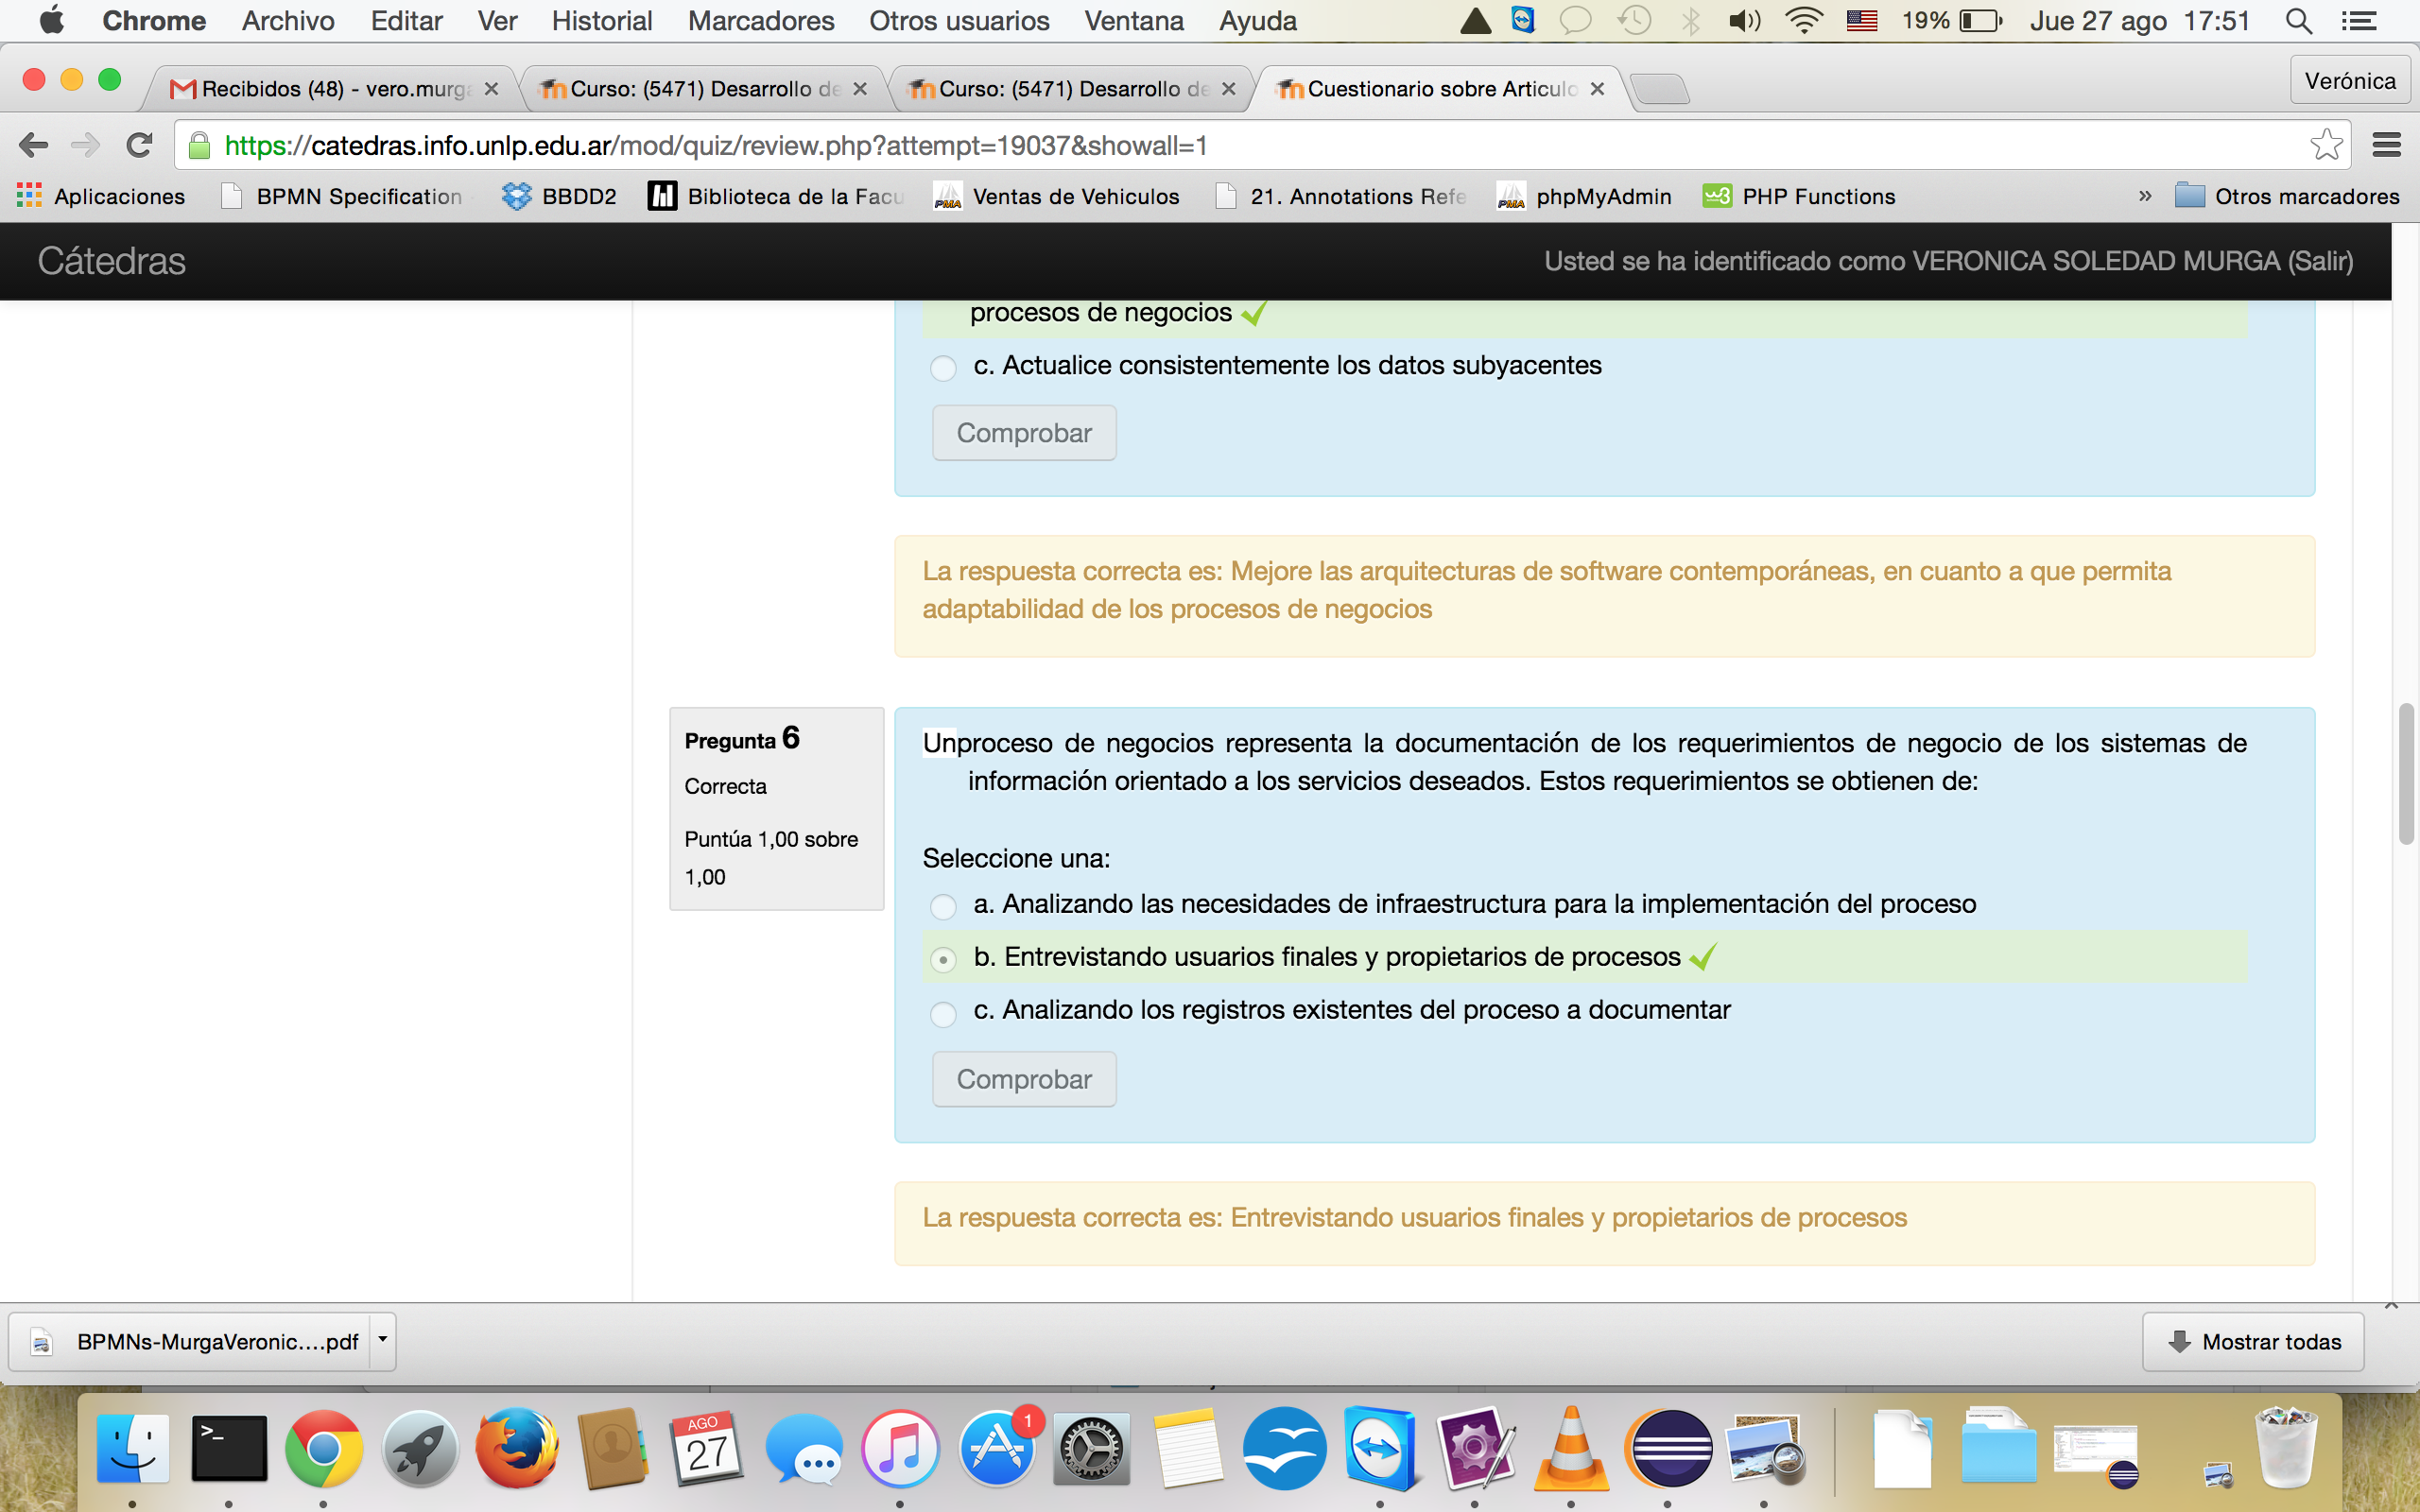 Chrome Archivo Editar Ver Historial Marcadores Otros usuarios Ventana Ayuda 19% Jue 27 ago 17:51
Recibidos (48) - vero.murga Curso: (5471) Desarrollo de Curso: (5471) Desarrollo de Cuestionario sobre Articulo Verónica
https://catedras.info.unlp.edu.ar/mod/quiz/review.php?attempt=19037&showall=1
Aplicaciones BPMN Specification BBDD2 Biblioteca de la Facu Ventas de Vehiculos 21. Annotations Refe phpMyAdmin PHP Functions » Otros marcadores
Cátedras Usted se ha identificado como VERONICA SOLEDAD MURGA (Salir)
procesos de negocios
c. Actualice consistentemente los datos subyacentes
Comprobar
La respuesta correcta es: Mejore las arquitecturas de software contemporáneas, en cuanto a que permita
adaptabilidad de los procesos de negocios
Pregunta 6
Correcta
Puntúa 1,00 sobre
1,00
Unproceso de negocios representa la documentación de los requerimientos de negocio de los sistemas de
información orientado a los servicios deseados. Estos requerimientos se obtienen de:
Seleccione una:
a. Analizando las necesidades de infraestructura para la implementación del proceso
b. Entrevistando usuarios finales y propietarios de procesos
c. Analizando los registros existentes del proceso a documentar
Comprobar
La respuesta correcta es: Entrevistando usuarios finales y propietarios de procesos
BPMNs-MurgaVeronic....pdf Mostrar todas
AGO
27
1